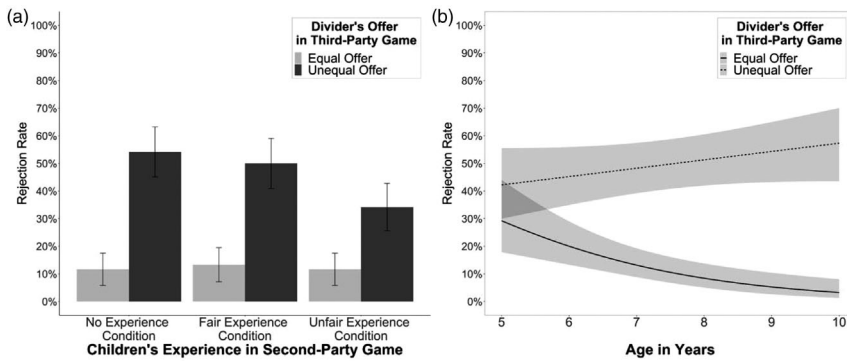 (a)
Divider's Offer
in Third-Party Game
Equal Offer
Unequal Offer
Rejection Rate
100%
90%
80%
70%
60%
50%
40%
30%
20%
10%
0%
No Experience
Condition
Fair Experience
Condition
Unfair Experience
Condition
Children's Experience in Second-Party Game
(b)
Divider's Offer
in Third-Party Game
Equal Offer
Unequal Offer
Rejection Rate
100%
90%
80%
70%
60%
50%
40%
30%
20%
10%
0%
5 6 7 8 9 10
Age in Years